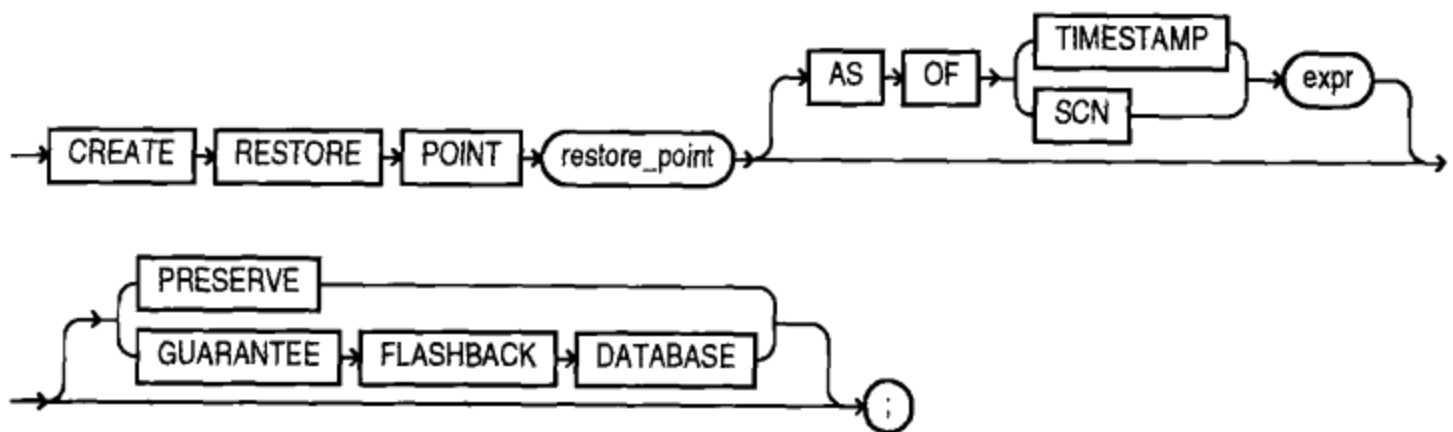 AS OF TIMESTAMP expr
SCN
CREATE RESTORE POINT restore_point
PRESERVE
GUARANTEE FLASHBACK DATABASE
;